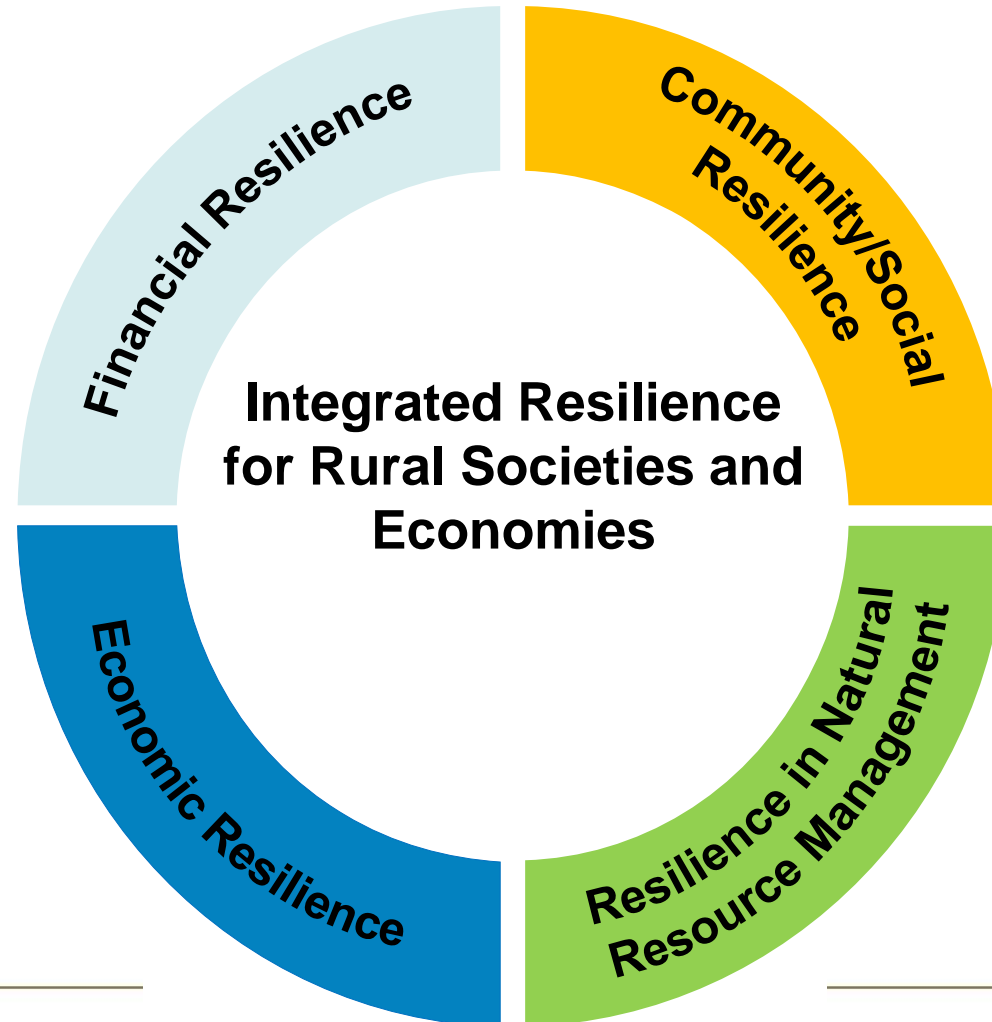 Financial Resilience
Community/Social
Resilience
Integrated Resilience
for Rural Societies and
Economies
Economic Resilience
Resilience in Natural
Resource Management